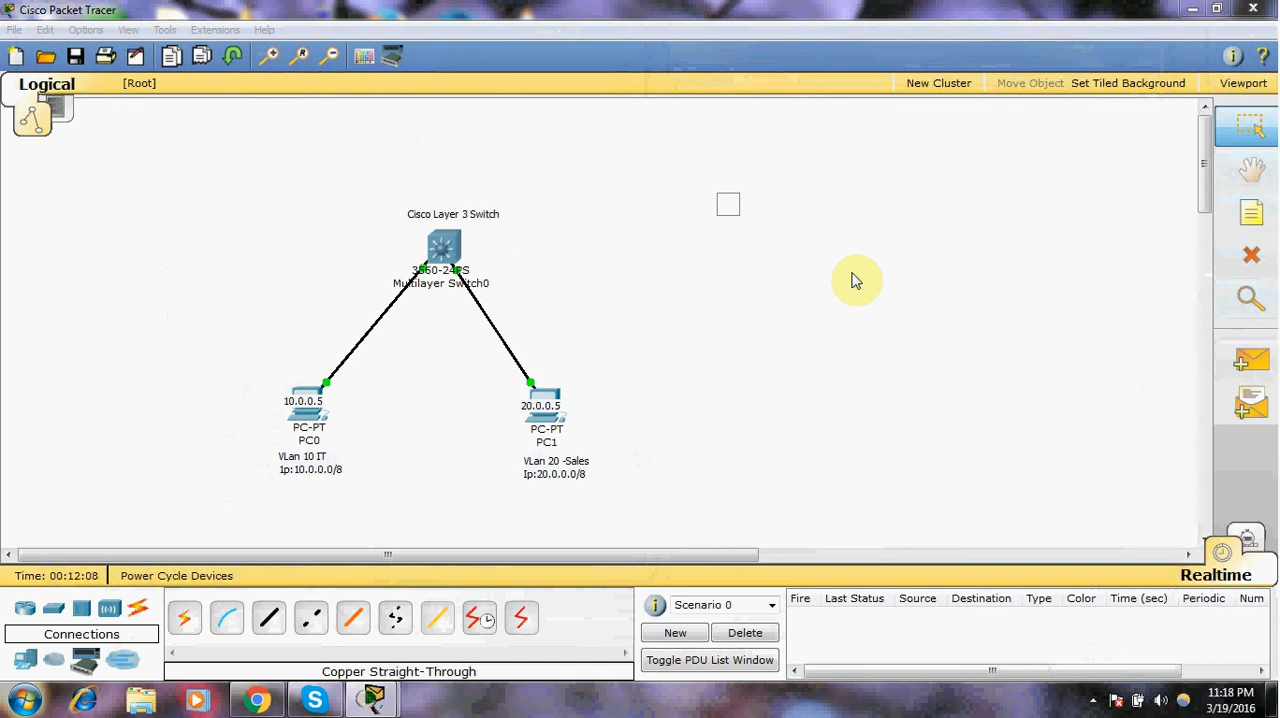 Cisco Packet Tracer
File Edit Options View Tools Extensions Help
Logical
[Root]
New Cluster
Move Object
Set Tiled Background
Viewport
Cisco Layer 3 Switch
3560-24PS
Multilayer Switch0
10.0.0.5
PC-PT
PC0
VLan 10 IT
1p:10.0.0.0/8
20.0.0.5
PC-PT
PC1
VLan 20 -Sales
Ip:20.0.0.0/8
Time: 00:12:08
Power Cycle Devices
Realtime
Connections
Copper Straight-Through
Scenario 0
New
Delete
Toggle PDU List Window
Fire Last Status Source Destination Type Color Time (sec) Periodic Num
11:18 PM
3/19/2016